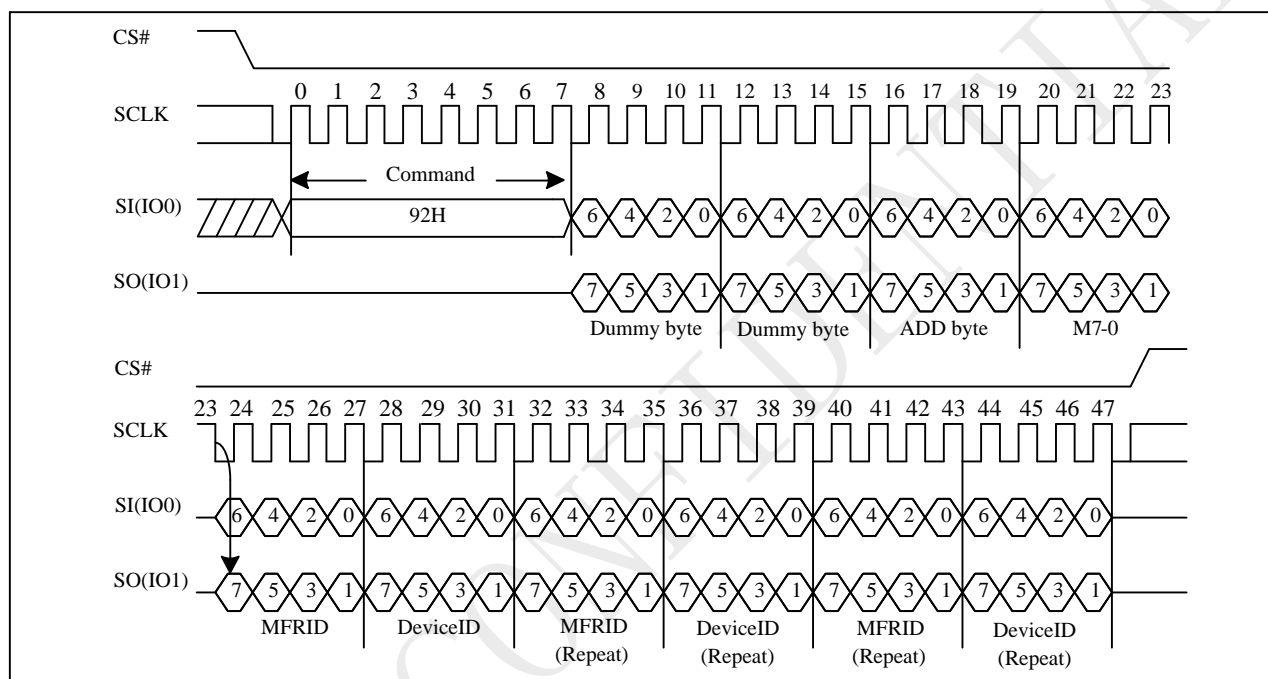 CS#
0 1 2 3 4 5 6 7 8 9 10 11 12 13 14 15 16 17 18 19 20 21 22 23
SCLK
Command
SI(IO0) 92H 6 4 2 0 6 4 2 0 6 4 2 0 6 4 2 0
SO(IO1) 7 5 3 1 7 5 3 1 7 5 3 1 7 5 3 1
Dummy byte Dummy byte ADD byte M7-0
CS#
23 24 25 26 27 28 29 30 31 32 33 34 35 36 37 38 39 40 41 42 43 44 45 46 47
SCLK
SI(IO0) 6 4 2 0 6 4 2 0 6 4 2 0 6 4 2 0 6 4 2 0 6 4 2 0
SO(IO1) 7 5 3 1 7 5 3 1 7 5 3 1 7 5 3 1 7 5 3 1 7 5 3 1
MFRID DeviceID MFRID DeviceID MFRID DeviceID
(Repeat) (Repeat) (Repeat) (Repeat)
CONFIDENTIA